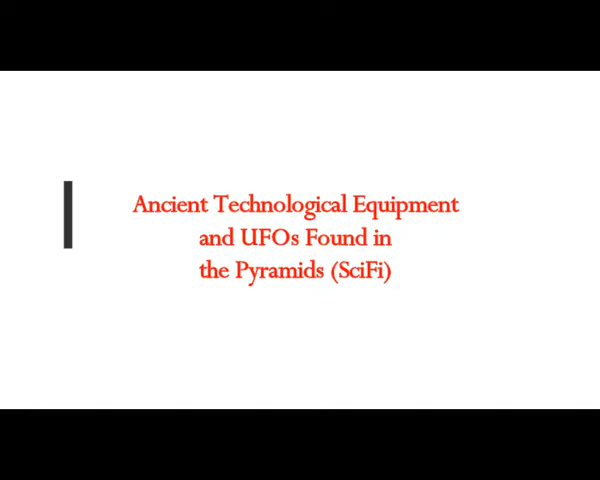 Ancient Technological Equipment
and UFOs Found in
the Pyramids (SciFi)